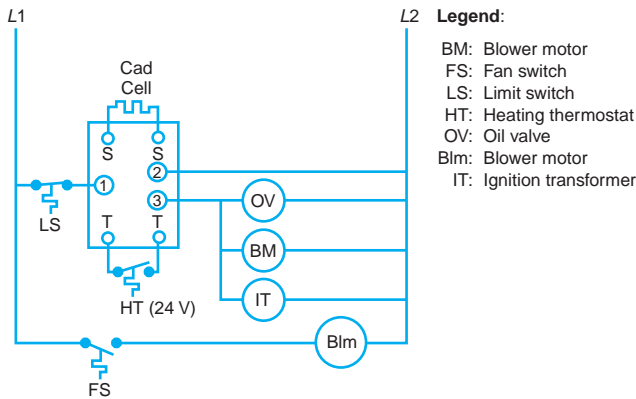 L1
L2
Legend:
BM: Blower motor
FS: Fan switch
LS: Limit switch
HT: Heating thermostat
OV: Oil valve
Blm: Blower motor
IT: Ignition transformer
Cad
Cell
S
S
1
2
3
LS
T
T
OV
BM
IT
HT (24 V)
Blm
FS